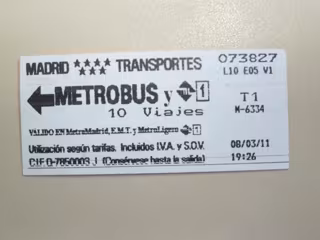 MADRID TRANSPORTES 073827
L10 E05 V1
METROBUS y 1
10 Viajes
T1
M-6334
VALIDO EN MetroMadrid, E.M.T. y MetroLigero 1
Utilización según tarifas. Incluidos I.V.A. y S.O.V. 08/03/11
C.I.F. Q-7850003 J (Consérvese hasta la salida) 19:26